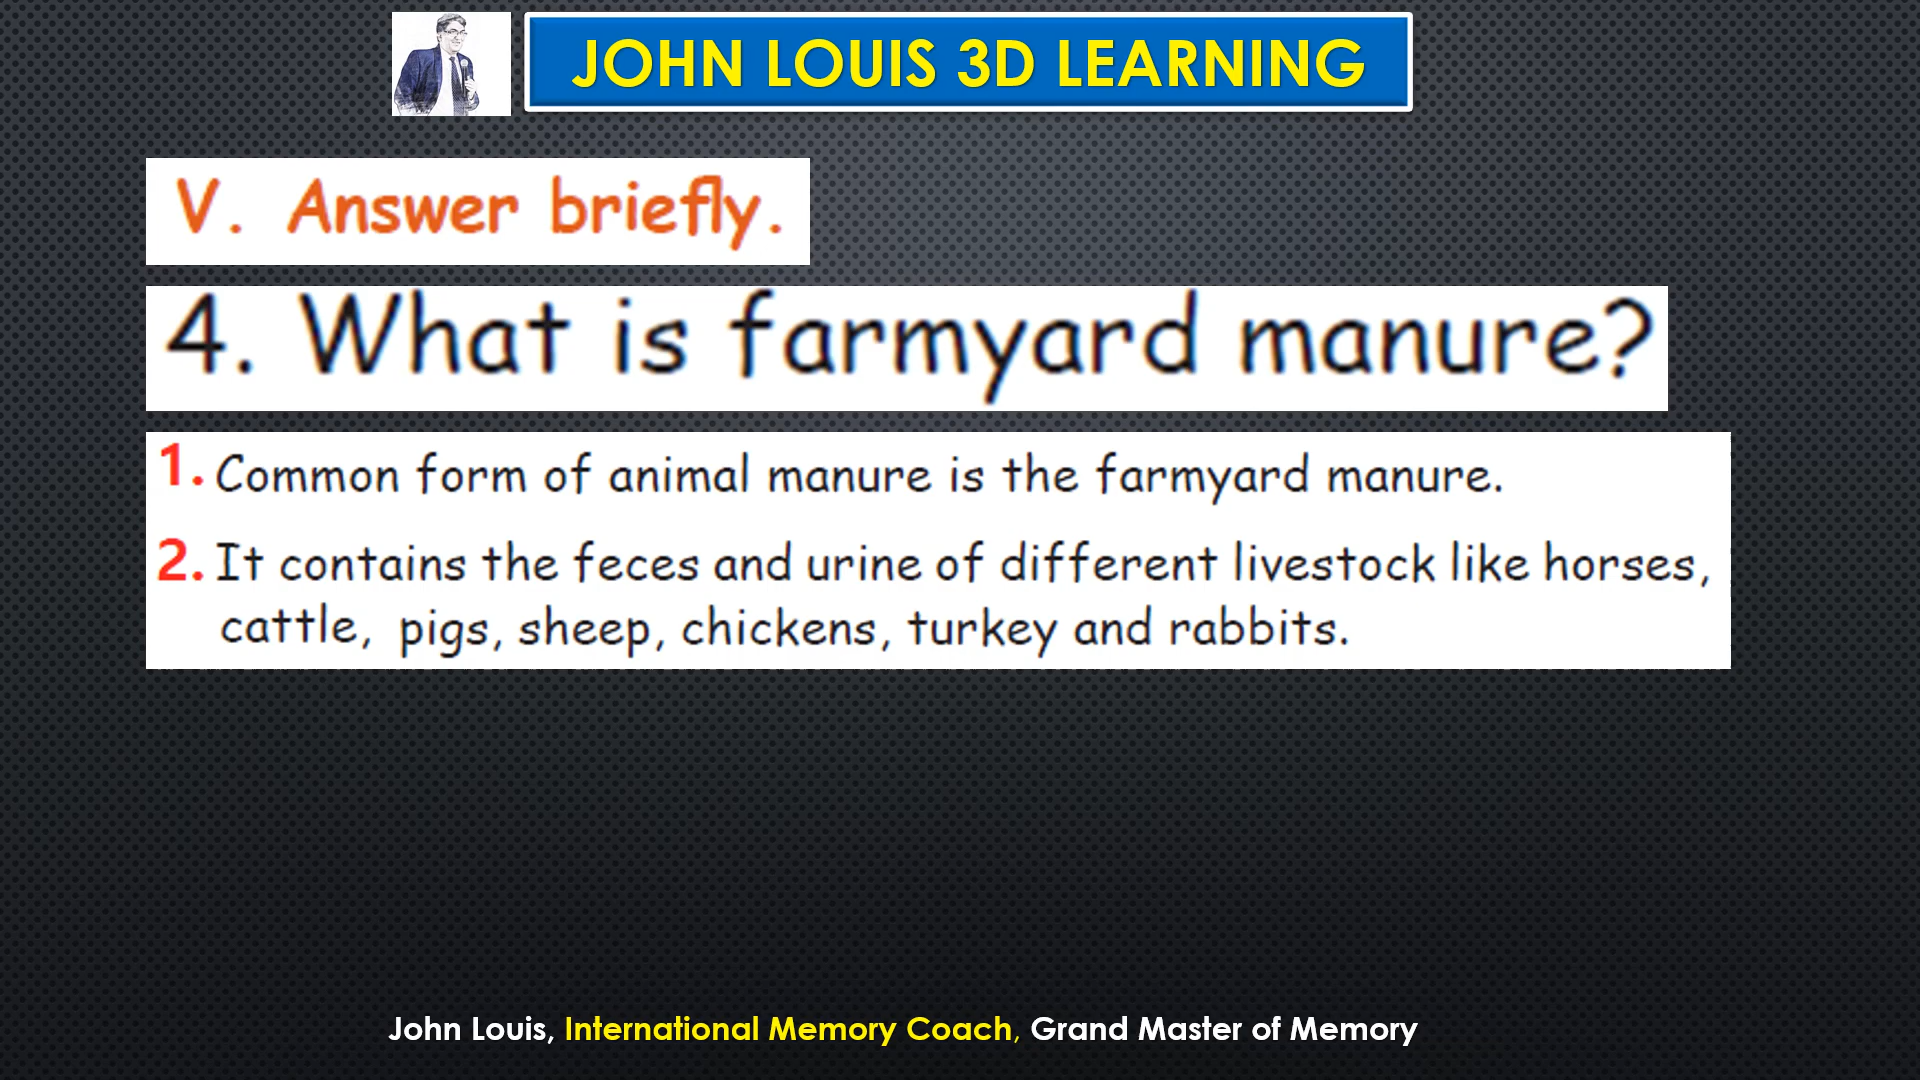 JOHN LOUIS 3D LEARNING
V. Answer briefly.
4. What is farmyard manure?
1. Common form of animal manure is the farmyard manure.
2. It contains the feces and urine of different livestock like horses,
cattle, pigs, sheep, chickens, turkey and rabbits.
John Louis, International Memory Coach, Grand Master of Memory